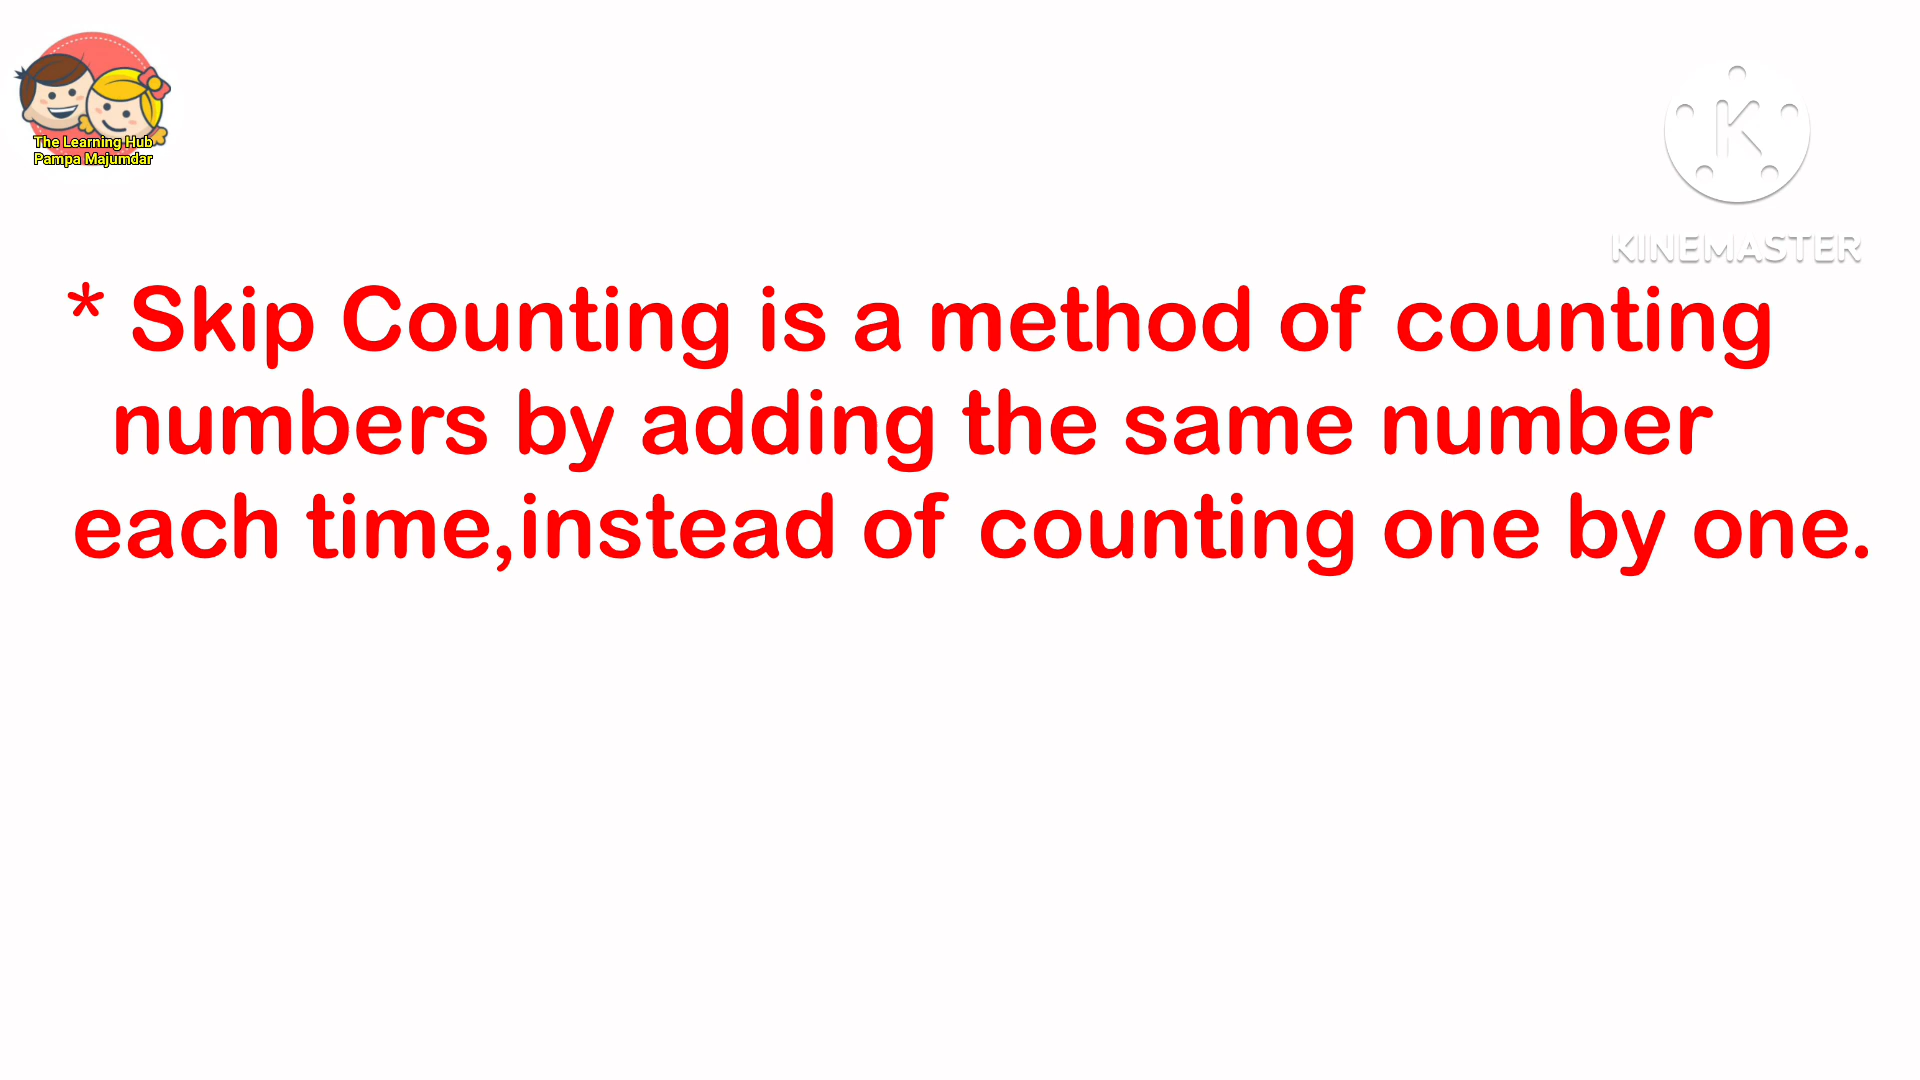 The Learning Hub
Pampa Majumdar
KINEMASTER
* Skip Counting is a method of counting
numbers by adding the same number
each time,instead of counting one by one.